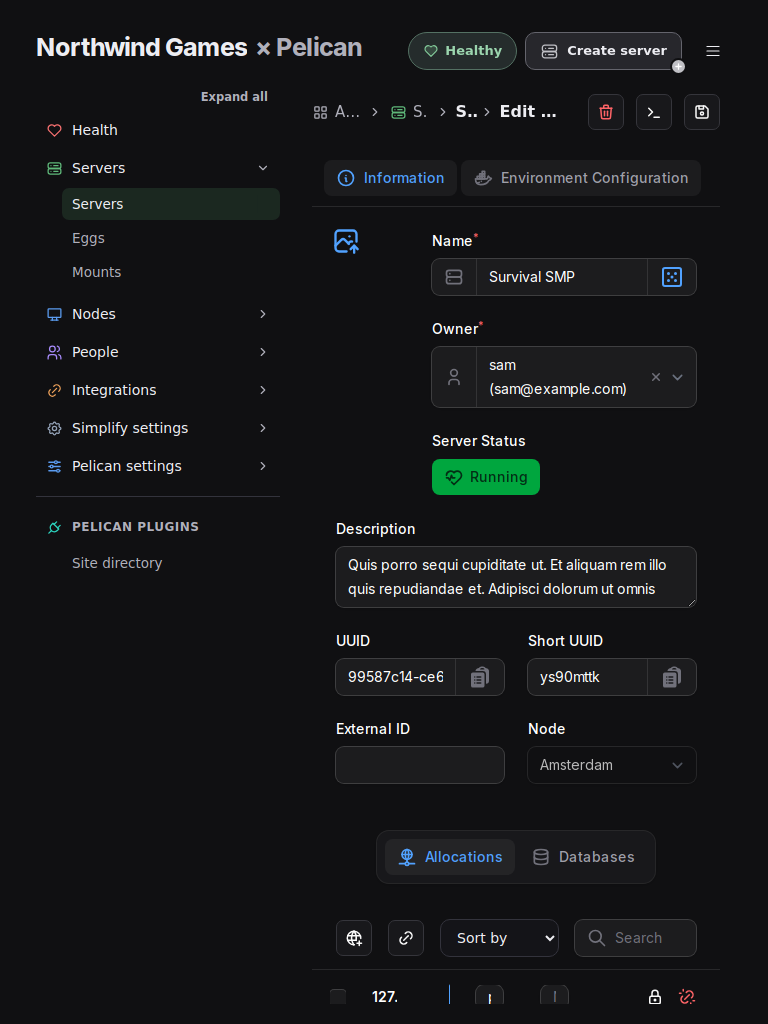 Northwind Games × Pelican
Healthy
Create server
Expand all
Health
Servers
Servers
Eggs
Mounts
Nodes
People
Integrations
Simplify settings
Pelican settings
PELICAN PLUGINS
Site directory
A... > S. > S.. > Edit ...
Information
Environment Configuration
Name*
Survival SMP
Owner*
sam
(sam@example.com)
Server Status
Running
Description
Quis porro sequi cupiditate ut. Et aliquam rem illo
quis repudiandae et. Adipisci dolorum ut omnis
UUID
Short UUID
99587c14-ce6
ys90mttk
External ID
Node
Amsterdam
Allocations
Databases
Sort by
Search
127.